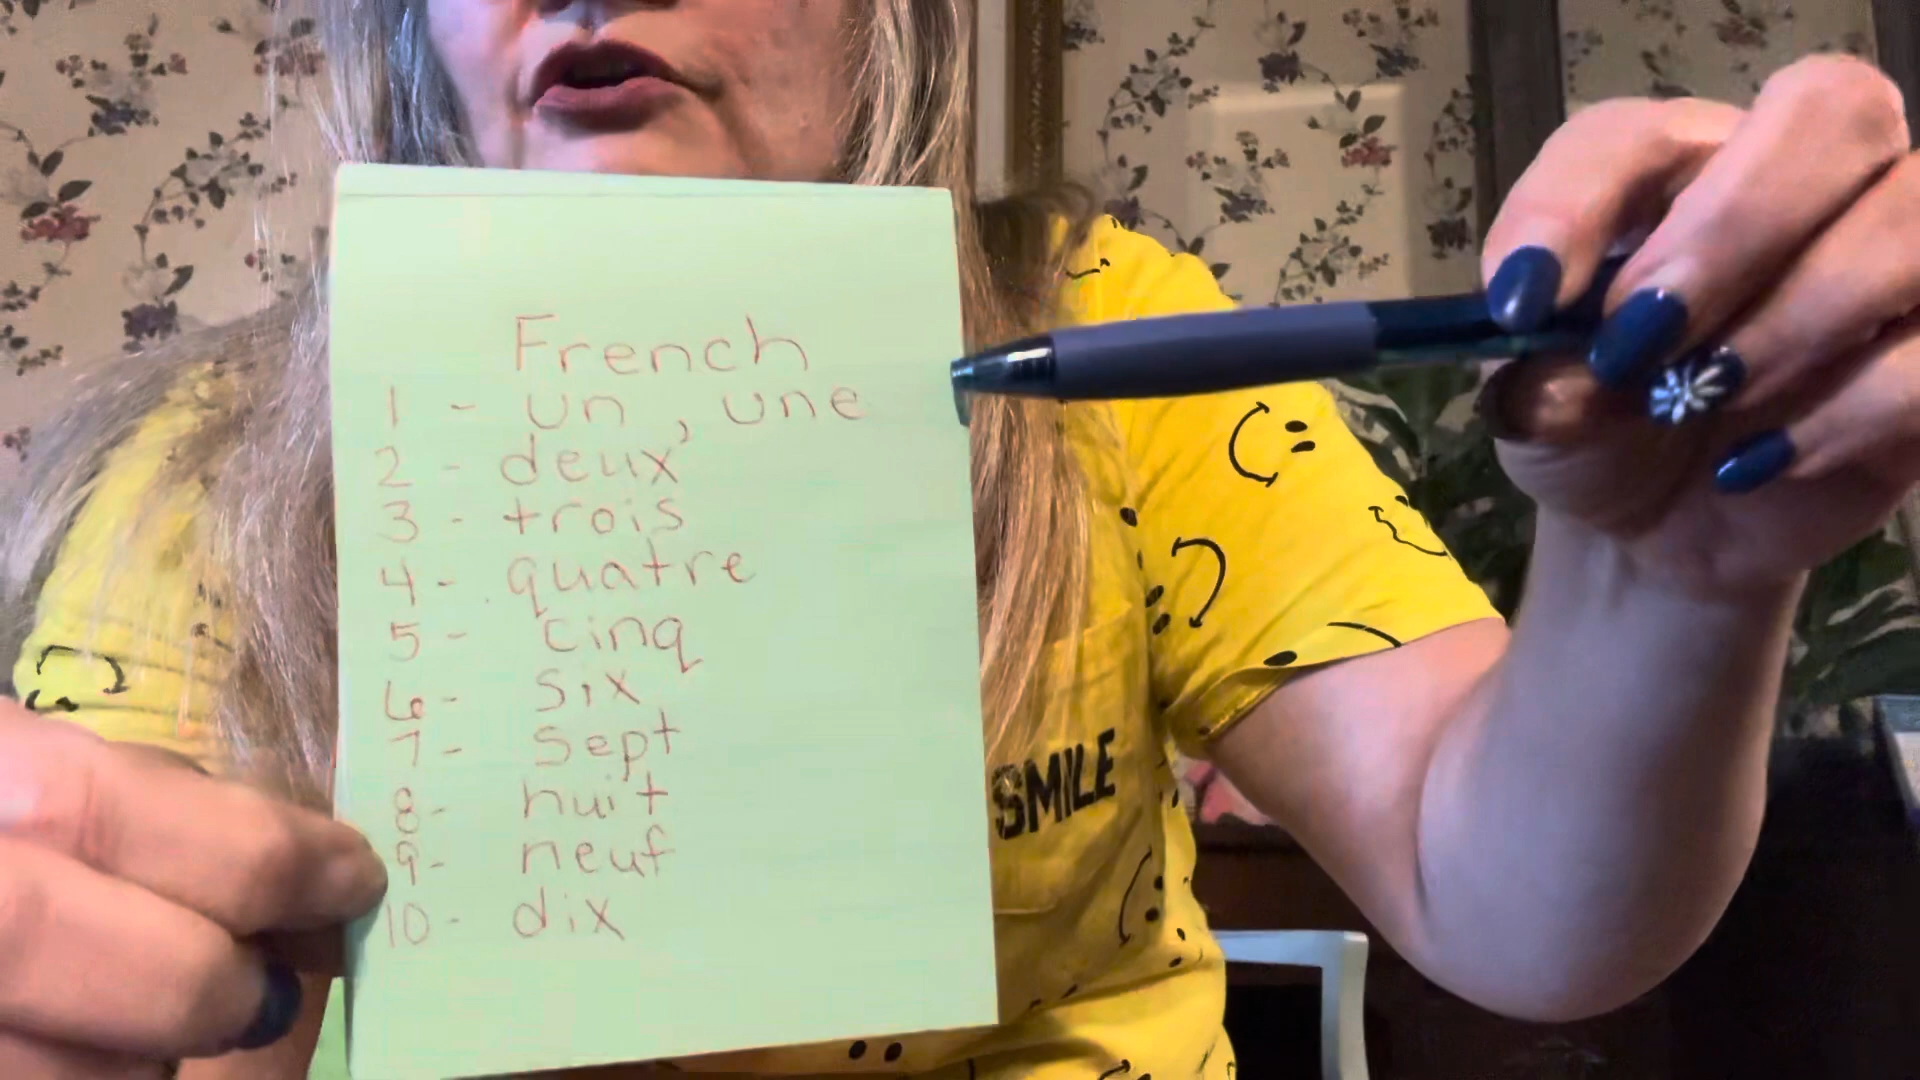 French
1 - un, une
2 - deux
3 - trois
4 - quatre
5 - cinq
6 - six
7 - sept
8 - huit
9 - neuf
10 - dix
SMILE